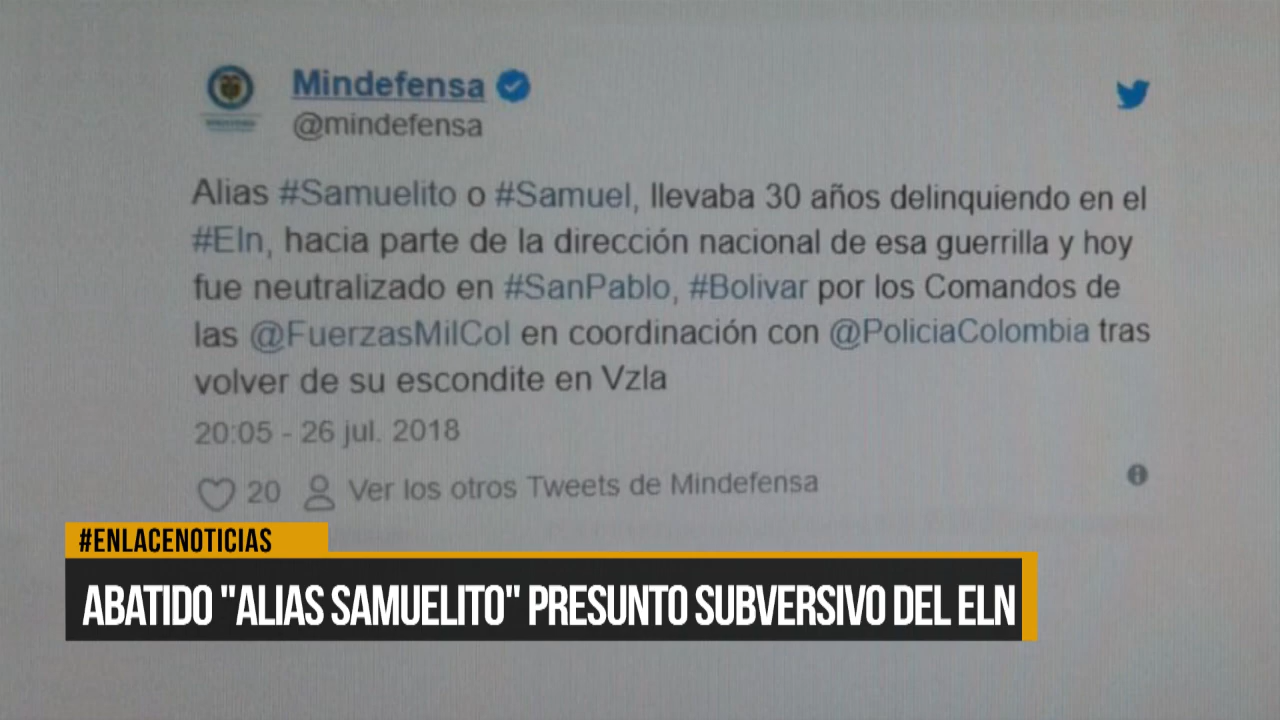 Mindefensa
@mindefensa
Alias #Samuelito o #Samuel, llevaba 30 años delinquiendo en el
#Eln, hacia parte de la dirección nacional de esa guerrilla y hoy
fue neutralizado en #SanPablo, #Bolivar por los Comandos de
las @FuerzasMilCol en coordinación con @PoliciaColombia tras
volver de su escondite en Vzla
20:05 - 26 jul. 2018
20 Ver los otros Tweets de Mindefensa
#ENLACENOTICIAS
ABATIDO "ALIAS SAMUELITO" PRESUNTO SUBVERSIVO DEL ELN